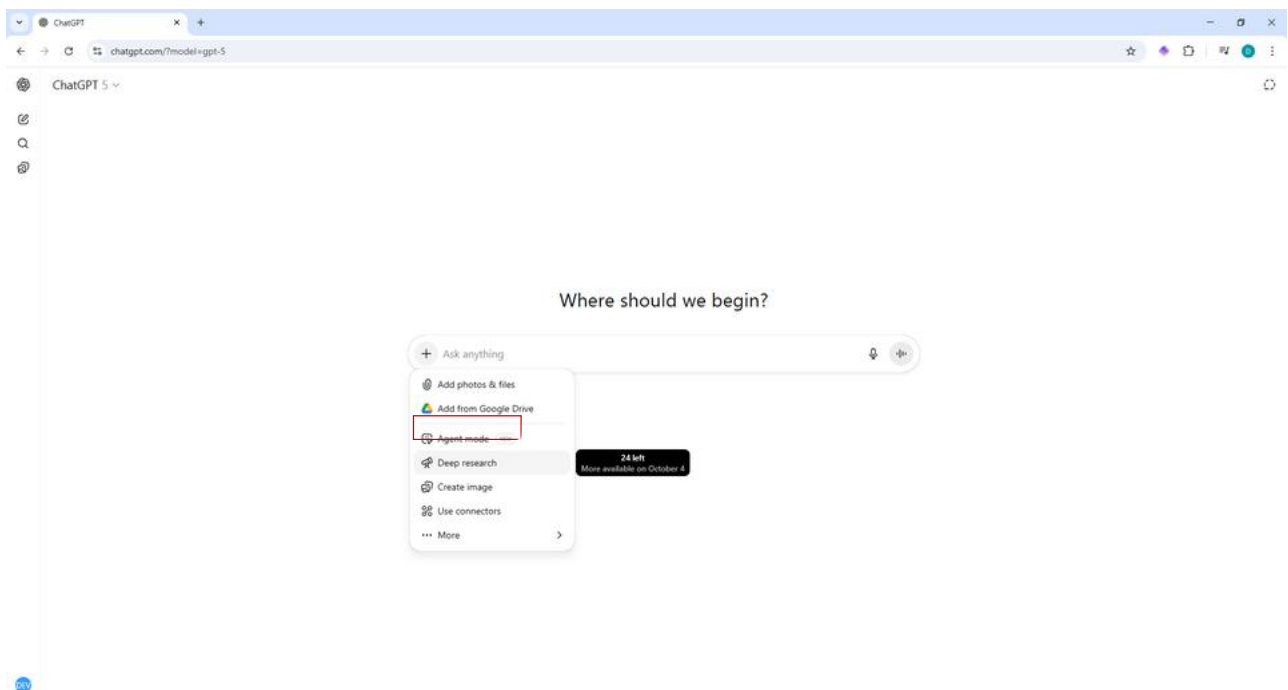 ChatGPT
chatgpt.com/?model=gpt-5
ChatGPT 5
Where should we begin?
Ask anything
Add photos & files
Add from Google Drive
Agent mode
Deep research
24 left
More available on October 4
Create image
Use connectors
More
DEV